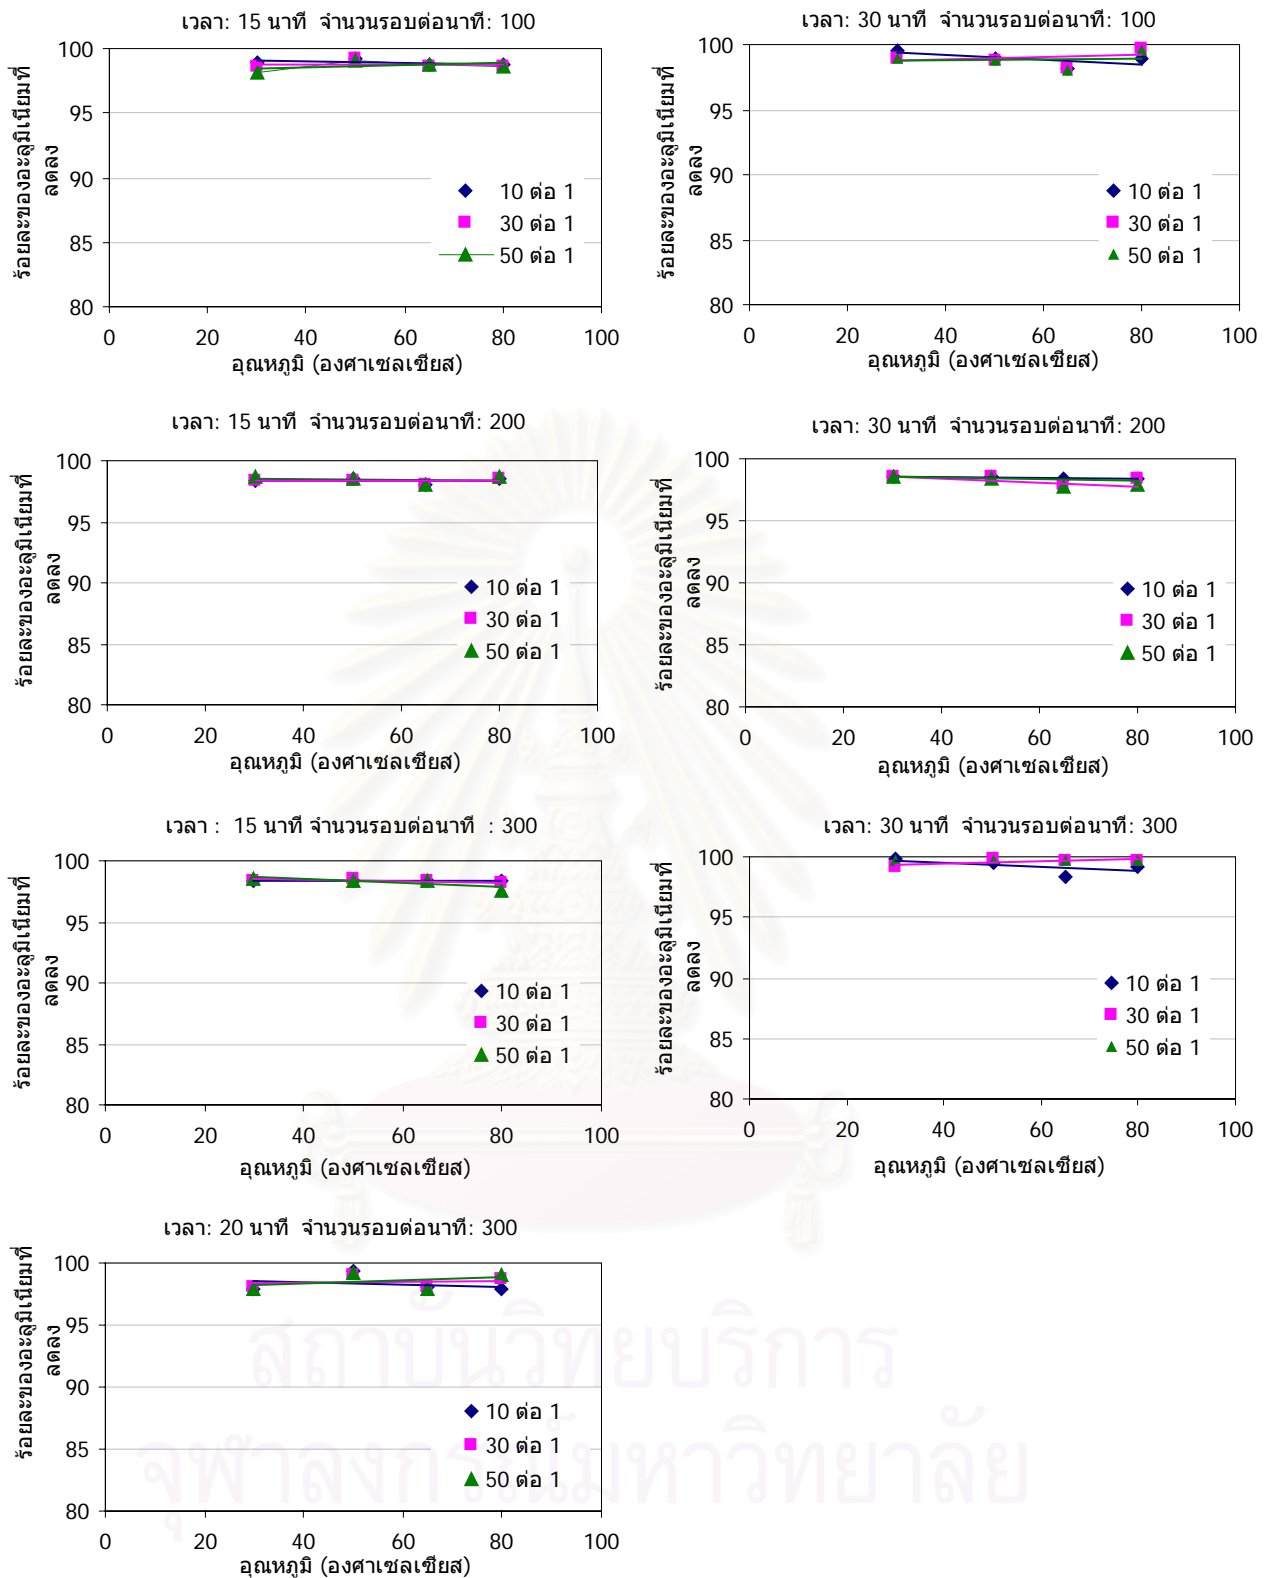 เวลา: 15 นาที จำนวนรอบต่อนาที: 100
ร้อยละของอะลูมิเนียมที่
ลดลง
100
95
90
85
80
10 ต่อ 1
30 ต่อ 1
50 ต่อ 1
0 20 40 60 80 100
อุณหภูมิ (องศาเซลเซียส)
เวลา: 30 นาที จำนวนรอบต่อนาที: 100
ร้อยละของอะลูมิเนียมที่
ลดลง
100
95
90
85
80
10 ต่อ 1
30 ต่อ 1
50 ต่อ 1
0 20 40 60 80 100
อุณหภูมิ (องศาเซลเซียส)
เวลา: 15 นาที จำนวนรอบต่อนาที: 200
ร้อยละของอะลูมิเนียมที่
ลดลง
100
95
90
85
80
10 ต่อ 1
30 ต่อ 1
50 ต่อ 1
0 20 40 60 80 100
อุณหภูมิ (องศาเซลเซียส)
เวลา: 30 นาที จำนวนรอบต่อนาที: 200
ร้อยละของอะลูมิเนียมที่
ลดลง
100
95
90
85
80
10 ต่อ 1
30 ต่อ 1
50 ต่อ 1
0 20 40 60 80 100
อุณหภูมิ (องศาเซลเซียส)
เวลา : 15 นาที จำนวนรอบต่อนาที : 300
ร้อยละของอะลูมิเนียมที่
ลดลง
100
95
90
85
80
10 ต่อ 1
30 ต่อ 1
50 ต่อ 1
0 20 40 60 80 100
อุณหภูมิ (องศาเซลเซียส)
เวลา: 30 นาที จำนวนรอบต่อนาที: 300
ร้อยละของอะลูมิเนียมที่
ลดลง
100
95
90
85
80
10 ต่อ 1
30 ต่อ 1
50 ต่อ 1
0 20 40 60 80 100
อุณหภูมิ (องศาเซลเซียส)
เวลา: 20 นาที จำนวนรอบต่อนาที: 300
ร้อยละของอะลูมิเนียมที่
ลดลง
100
95
90
85
80
10 ต่อ 1
30 ต่อ 1
50 ต่อ 1
0 20 40 60 80 100
อุณหภูมิ (องศาเซลเซียส)
สถาบันวิทยบริการ
จุฬาลงกรณ์มหาวิทยาลัย